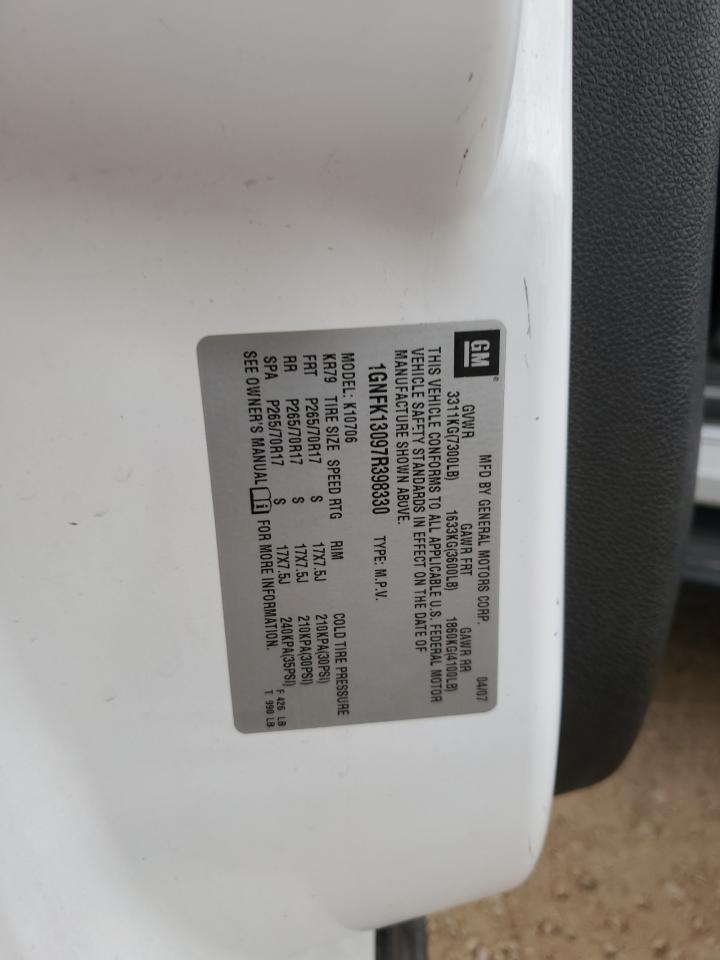 GM ® MFD BY GENERAL MOTORS CORP. 04/07
GVWR GAWR FRT GAWR RR
3311KG(7300LB) 1633KG(3600LB) 1860KG(4100LB)
THIS VEHICLE CONFORMS TO ALL APPLICABLE U.S. FEDERAL MOTOR
VEHICLE SAFETY STANDARDS IN EFFECT ON THE DATE OF
MANUFACTURE SHOWN ABOVE.
1GNFK13097R398330 TYPE: M.P.V.
MODEL: K10706
KR79 TIRE SIZE SPEED RTG RIM COLD TIRE PRESSURE
FRT P265/70R17 S 17X7.5J 210KPA(30PSI)
RR P265/70R17 S 17X7.5J 210KPA(30PSI)
SPA P265/70R17 S 17X7.5J 240KPA(35PSI)
SEE OWNER'S MANUAL i FOR MORE INFORMATION.
F 426 LB
T 990 LB